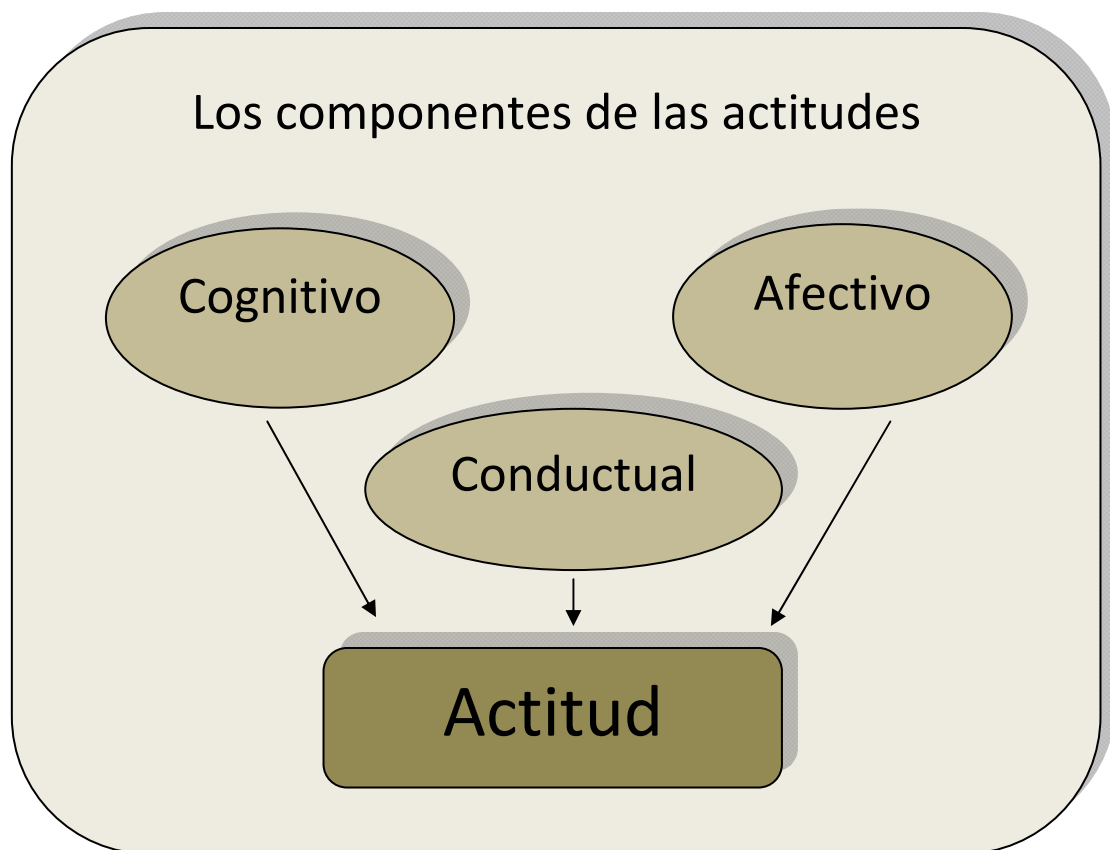 Los componentes de las actitudes
Cognitivo
Afectivo
Conductual
Actitud